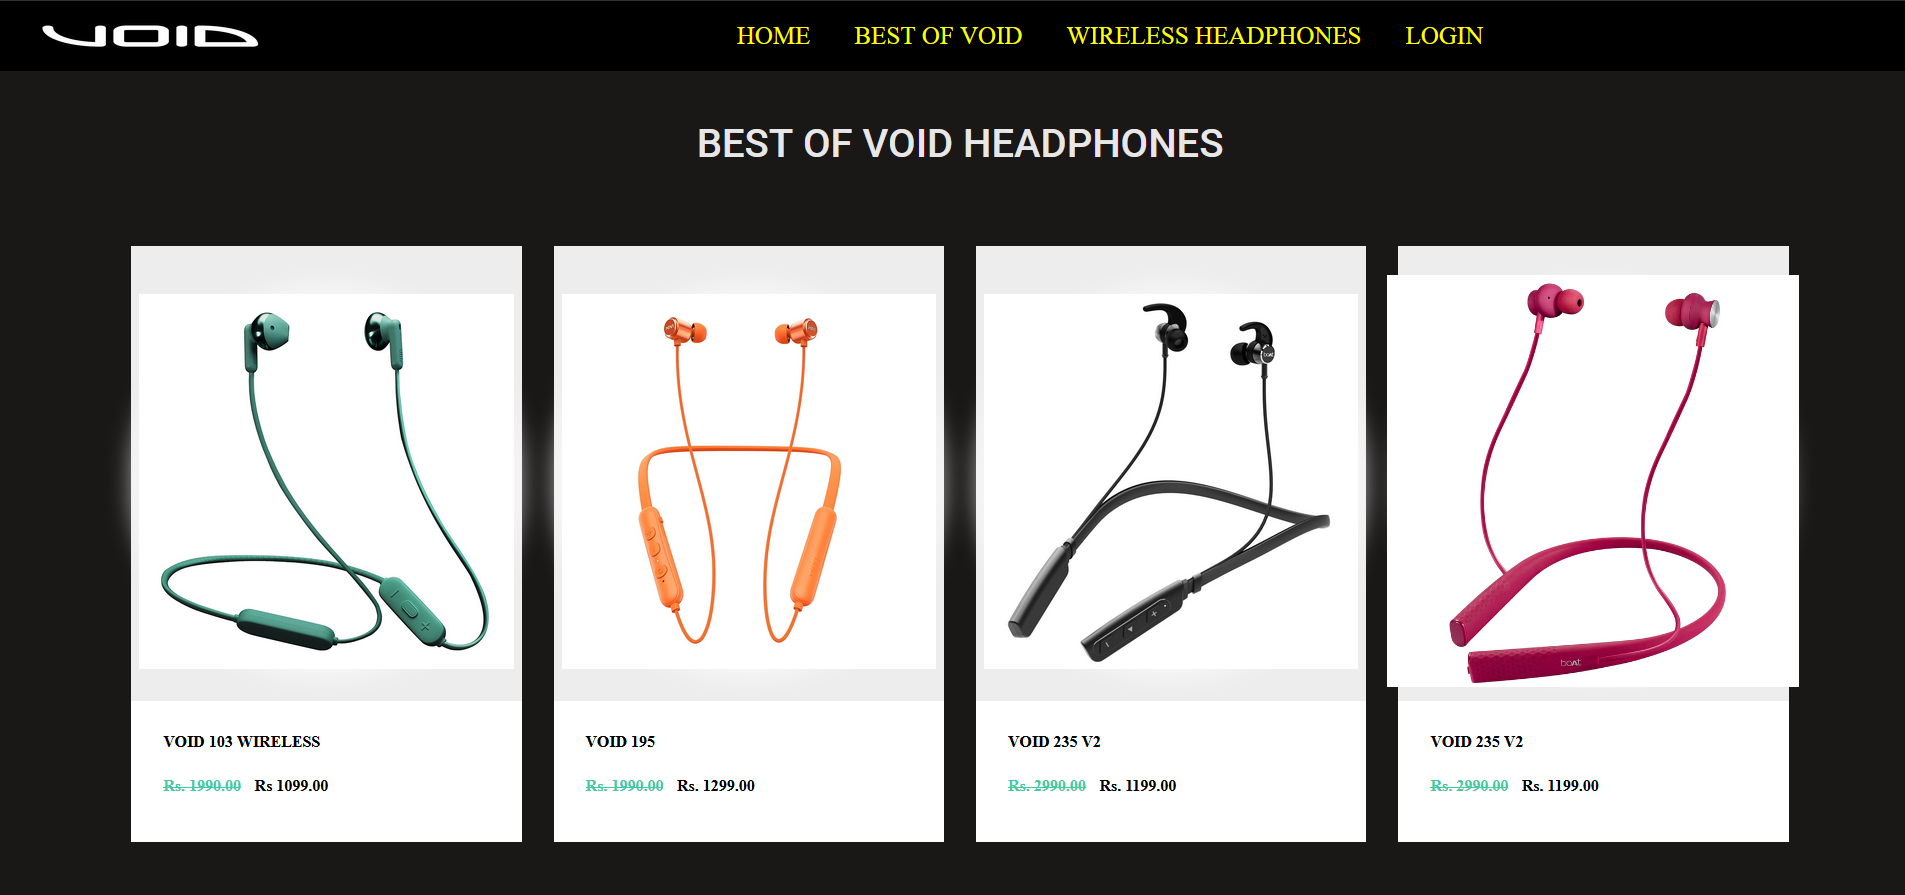 VOID
HOME BEST OF VOID WIRELESS HEADPHONES LOGIN
BEST OF VOID HEADPHONES
boAt
boAt
VOID 103 WIRELESS
Rs. 1990.00 Rs 1099.00
VOID 195
Rs. 1990.00 Rs. 1299.00
VOID 235 V2
Rs. 2990.00 Rs. 1199.00
VOID 235 V2
Rs. 2990.00 Rs. 1199.00